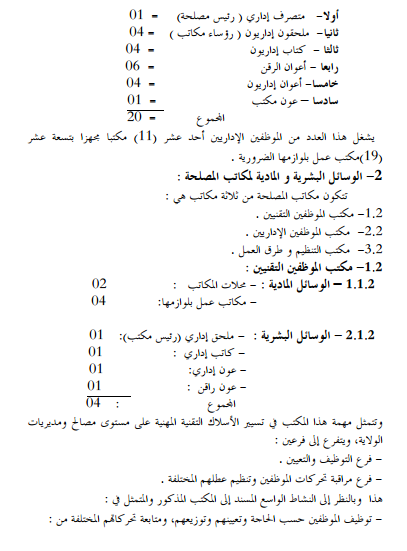 أولا- متصرف إداري ( رئيس مصلحة) = 01
ثانيا- ملحقون إداريون ( رؤساء مكاتب ) = 04
ثالثا - كتاب إداريون = 04
رابعا - أعوان الرقن = 06
خامسا- أعوان إداريون = 04
سادسا – عون مكتب = 01
المجموع = 20
يشغل هذا العدد من الموظفين الإداريين أحد عشر (11) مكتبا مجهزا بتسعة عشر
(19)مكتب عمل بلوازمها الضرورية .
2– الوسائل البشرية و المادية لمكاتب المصلحة :
تتكون مكاتب المصلحة من ثلاثة مكاتب هي :
1.2- مكتب الموظفين التقنيين .
2.2- مكتب الموظفين الإداريين .
3.2- مكتب التنظيم و طرق العمل .
1.2- مكتب الموظفين التقنيين :
1.1.2 – الوسائل المادية : - محلات المكاتب : 02
- مكاتب عمل بلوازمها: 04
2.1.2 - الوسائل البشرية : - ملحق إداري (رئيس مكتب): 01
- كاتب إداري : 01
- عون إداري: 01
- عون راقن : 01
المجموع : 04
وتتمثل مهمة هذا المكتب في تسيير الأسلاك التقنية المهنية على مستوى مصالح ومديريات
الولاية، ويتفرع إلى فرعين :
- فرع التوظيف والتعيين .
- فرع مراقبة تحركات الموظفين وتنظيم عطلهم المختلفة .
هذا وبالنظر إلى النشاط الواسع المسند إلى المكتب المذكور والمتمثل في :
- توظيف الموظفين حسب الحاجة وتعيينهم وتوزيعهم، ومتابعة تحركاتهم المختلفة من :